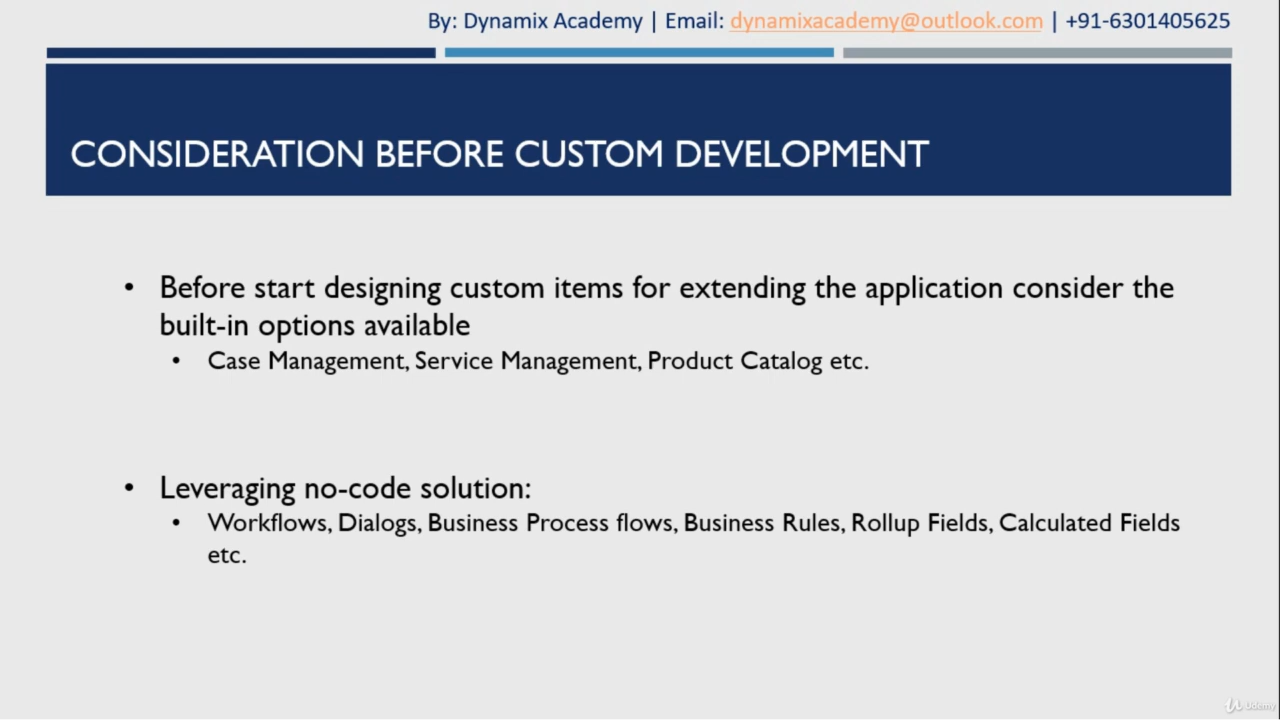 By: Dynamix Academy | Email: dynamixacademy@outlook.com | +91-6301405625
CONSIDERATION BEFORE CUSTOM DEVELOPMENT
• Before start designing custom items for extending the application consider the
built-in options available
• Case Management, Service Management, Product Catalog etc.
• Leveraging no-code solution:
• Workflows, Dialogs, Business Process flows, Business Rules, Rollup Fields, Calculated Fields
etc.
Udemy